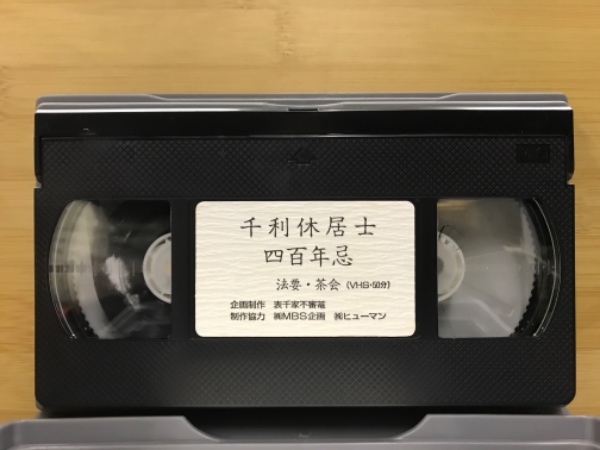 千利休居士
四百年忌
法要・茶会 (VHS・50分)
企画制作 表千家不審菴
制作協力 ㈱MBS企画 ㈱ヒューマン